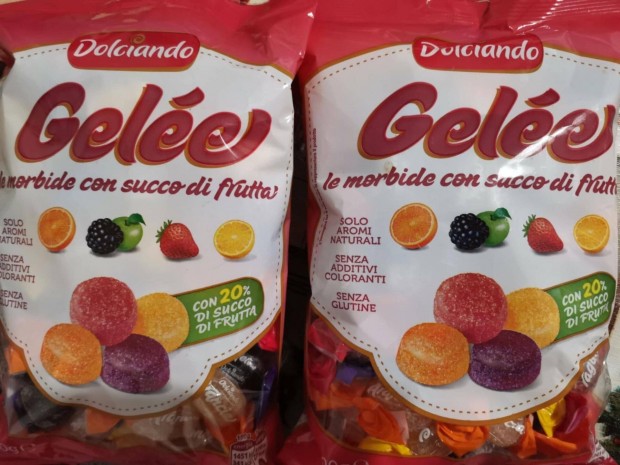 Dolciando
Gelée
le morbide con succo di frutta
SOLO
AROMI
NATURALI
SENZA
ADDITIVI
COLORANTI
SENZA
GLUTINE
CON 20%
DI SUCCO
DI FRUTTA
Dolciando
Gelée
le morbide con succo di frutta
SOLO
AROMI
NATURALI
SENZA
ADDITIVI
COLORANTI
SENZA
GLUTINE
CON 20%
DI SUCCO
DI FRUTTA